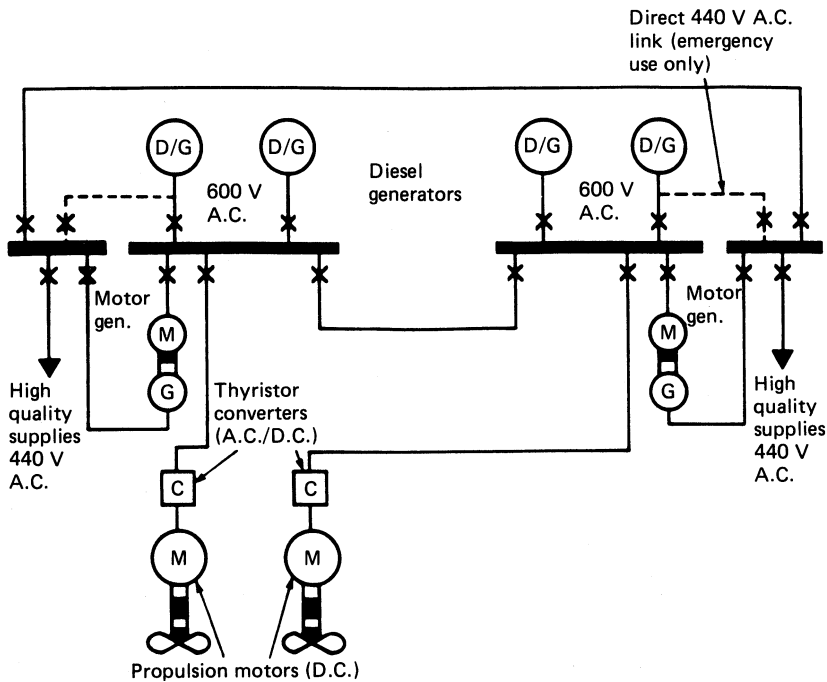 Direct 440 V A.C.
link (emergency
use only)
D/G
D/G
D/G
D/G
600 V
A.C.
Diesel
generators
600 V
A.C.
Motor
gen.
Motor
gen.
M
M
G
G
High
quality
supplies
440 V
A.C.
Thyristor
converters
(A.C./D.C.)
High
quality
supplies
440 V
A.C.
C
C
M
M
Propulsion motors (D.C.)